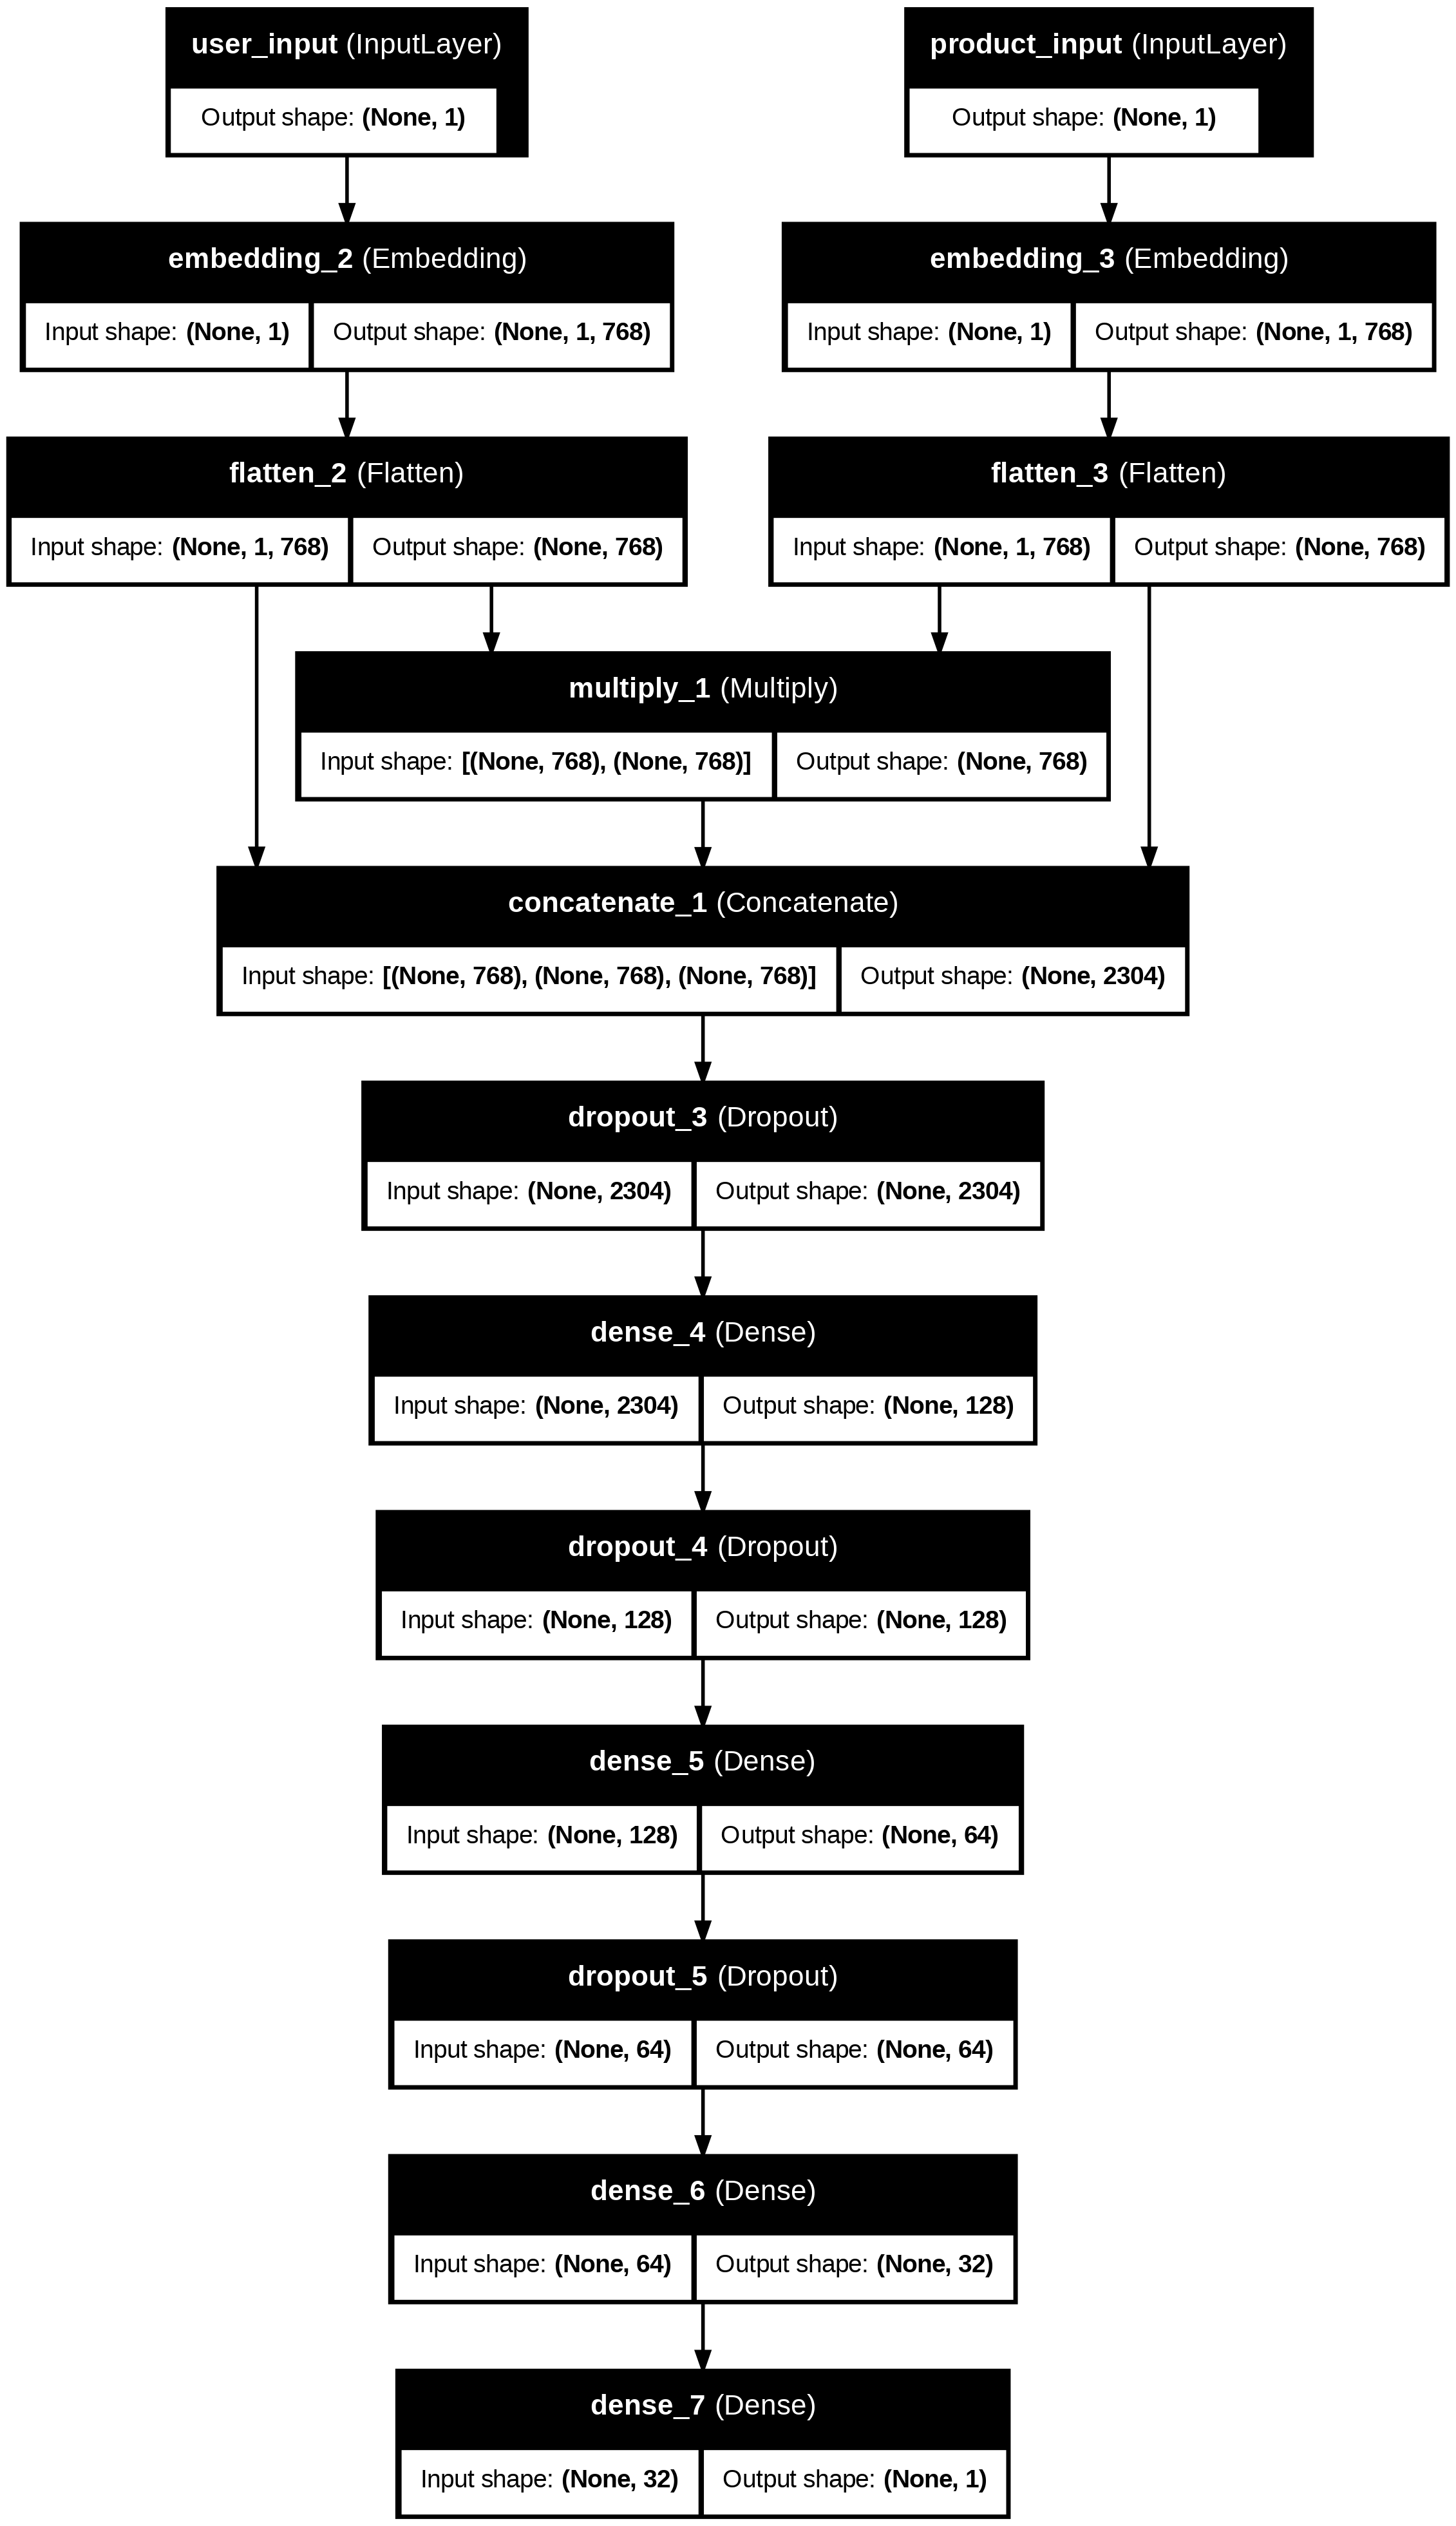 user_input (InputLayer)
Output shape: (None, 1)
product_input (InputLayer)
Output shape: (None, 1)
embedding_2 (Embedding)
Input shape: (None, 1) Output shape: (None, 1, 768)
embedding_3 (Embedding)
Input shape: (None, 1) Output shape: (None, 1, 768)
flatten_2 (Flatten)
Input shape: (None, 1, 768) Output shape: (None, 768)
flatten_3 (Flatten)
Input shape: (None, 1, 768) Output shape: (None, 768)
multiply_1 (Multiply)
Input shape: [(None, 768), (None, 768)] Output shape: (None, 768)
concatenate_1 (Concatenate)
Input shape: [(None, 768), (None, 768), (None, 768)] Output shape: (None, 2304)
dropout_3 (Dropout)
Input shape: (None, 2304) Output shape: (None, 2304)
dense_4 (Dense)
Input shape: (None, 2304) Output shape: (None, 128)
dropout_4 (Dropout)
Input shape: (None, 128) Output shape: (None, 128)
dense_5 (Dense)
Input shape: (None, 128) Output shape: (None, 64)
dropout_5 (Dropout)
Input shape: (None, 64) Output shape: (None, 64)
dense_6 (Dense)
Input shape: (None, 64) Output shape: (None, 32)
dense_7 (Dense)
Input shape: (None, 32) Output shape: (None, 1)